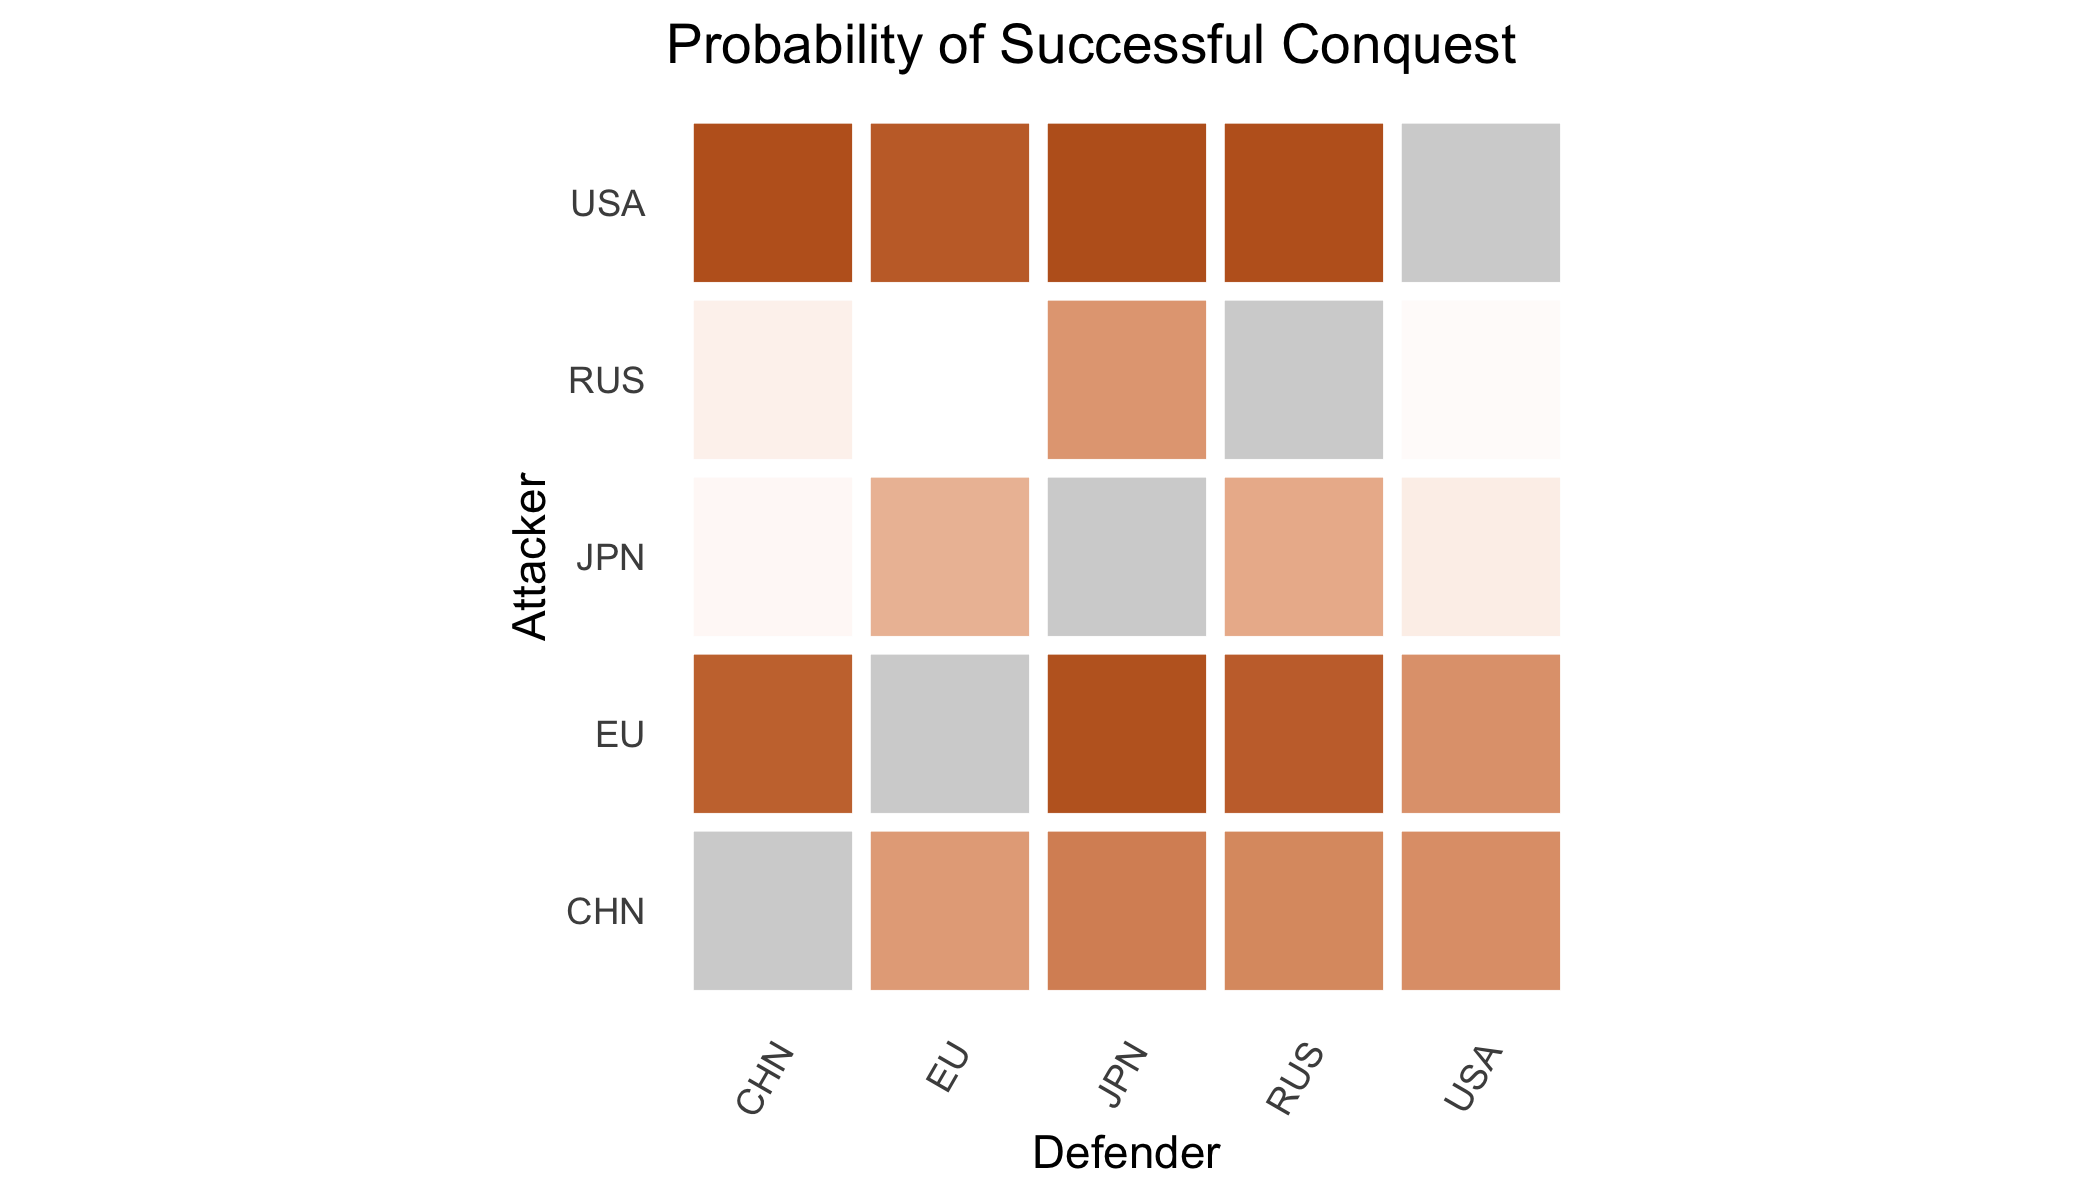 Probability of Successful Conquest
USA
RUS
JPN
EU
CHN
Attacker
CHN
EU
JPN
RUS
USA
Defender